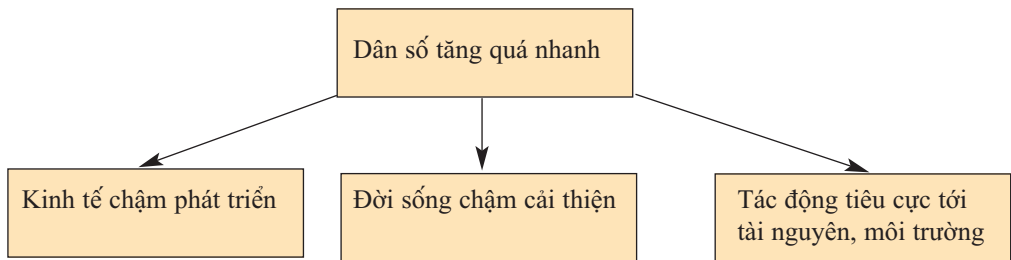 Dân số tăng quá nhanh
Kinh tế chậm phát triển
Đời sống chậm cải thiện
Tác động tiêu cực tới
tài nguyên, môi trường